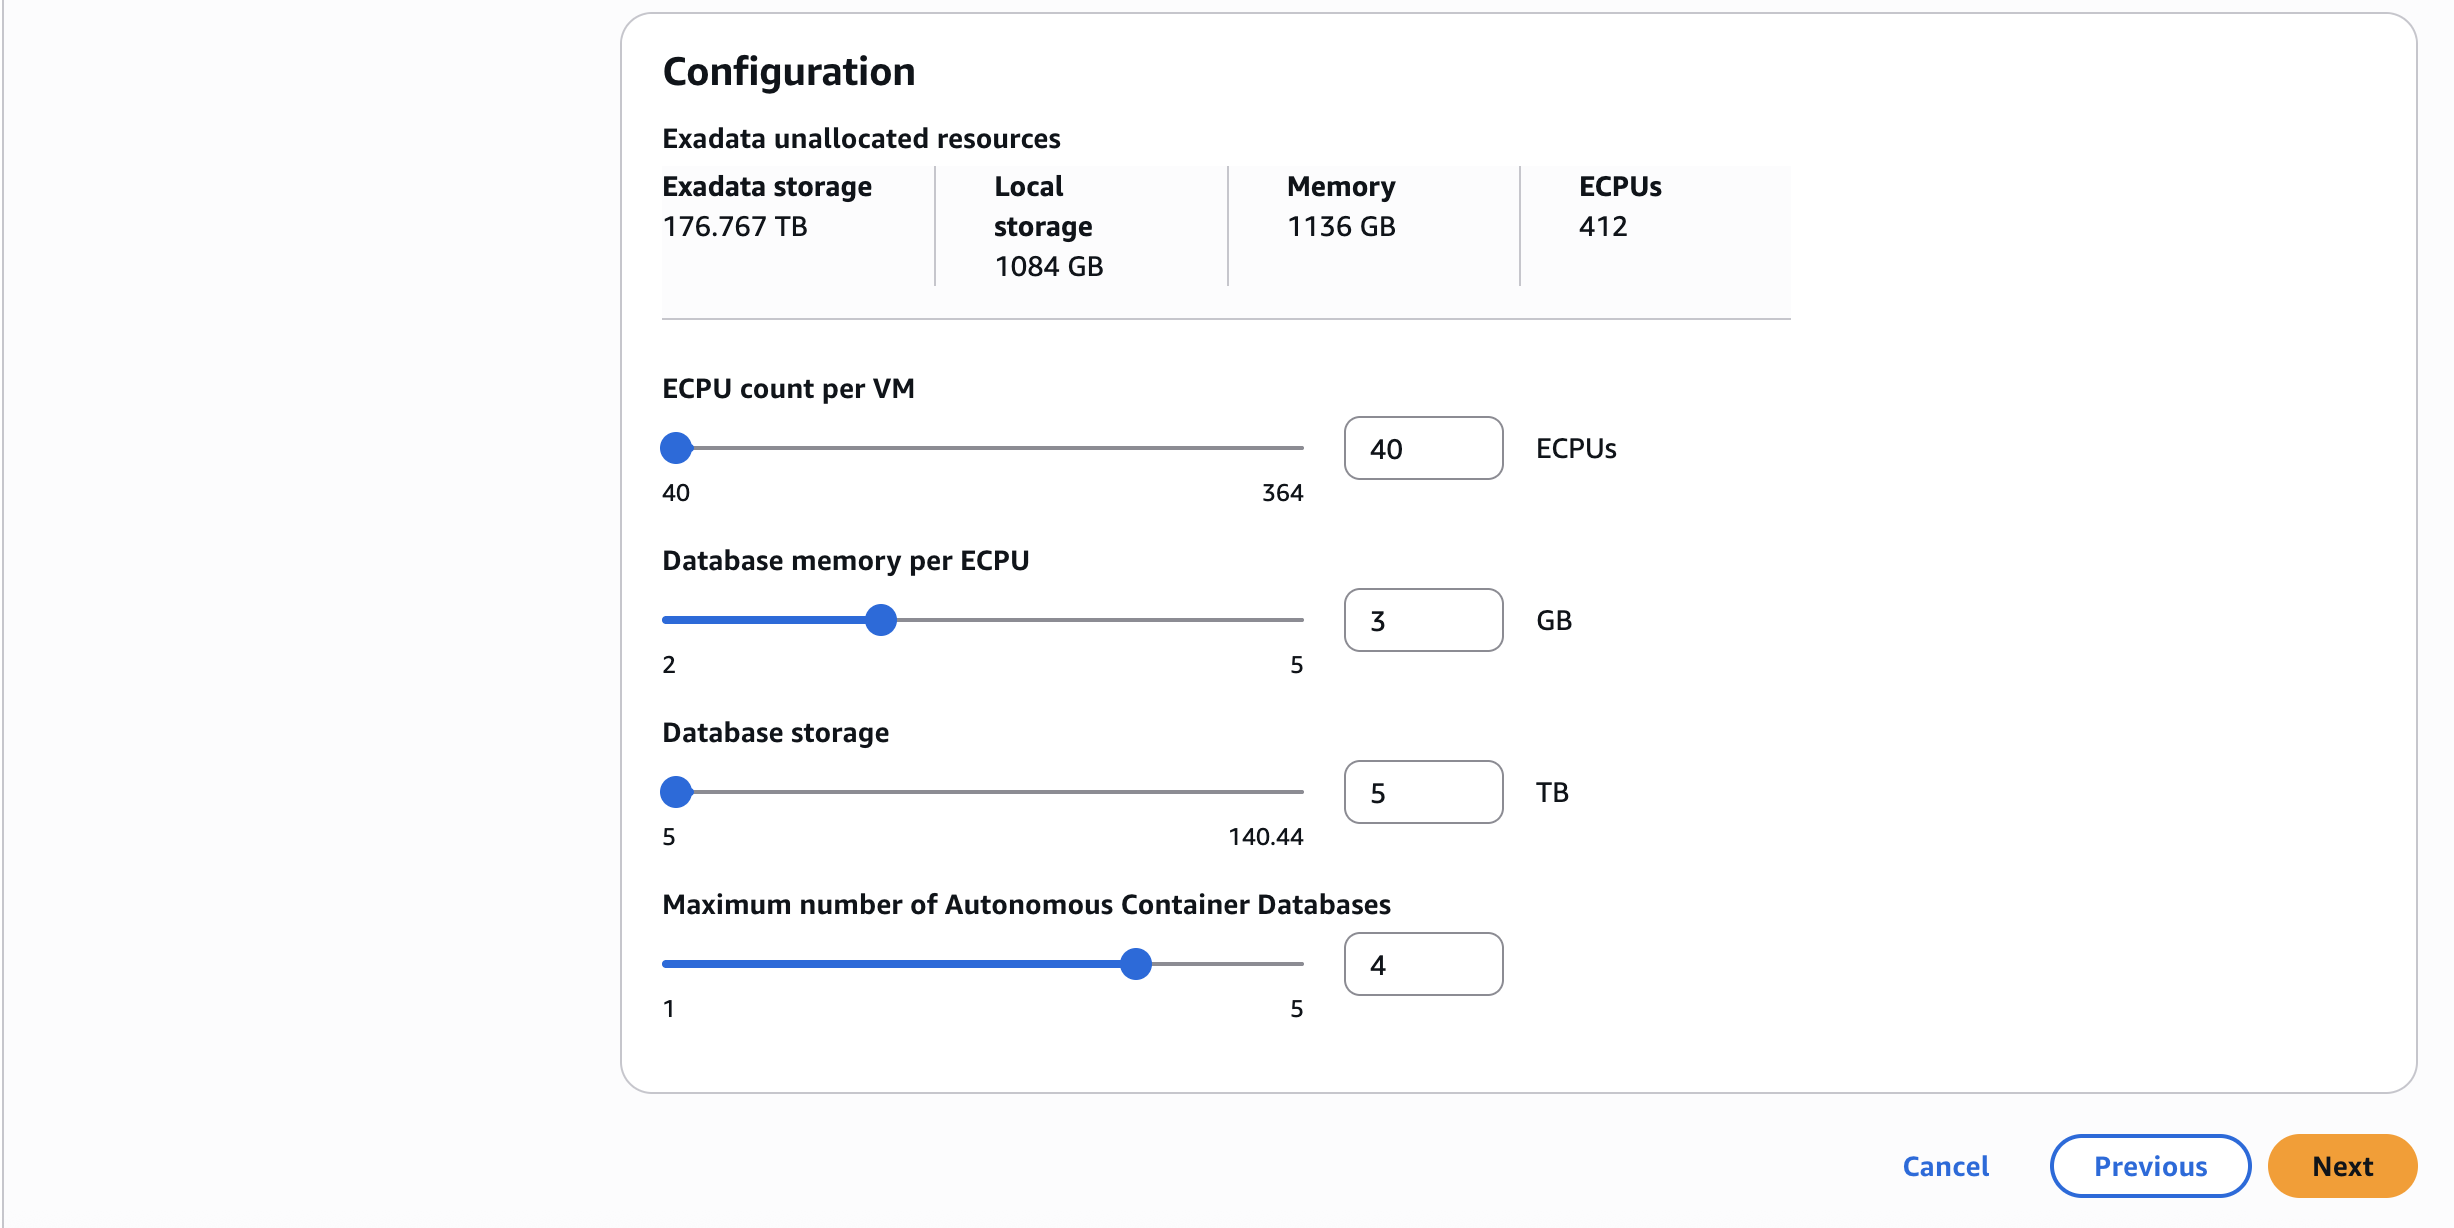 Configuration
Exadata unallocated resources
Exadata storage
176.767 TB
Local
storage
1084 GB
Memory
1136 GB
ECPUs
412
ECPU count per VM
40
ECPUs
40
364
Database memory per ECPU
3
GB
2
5
Database storage
5
TB
5
140.44
Maximum number of Autonomous Container Databases
4
1
5
Cancel
Previous
Next